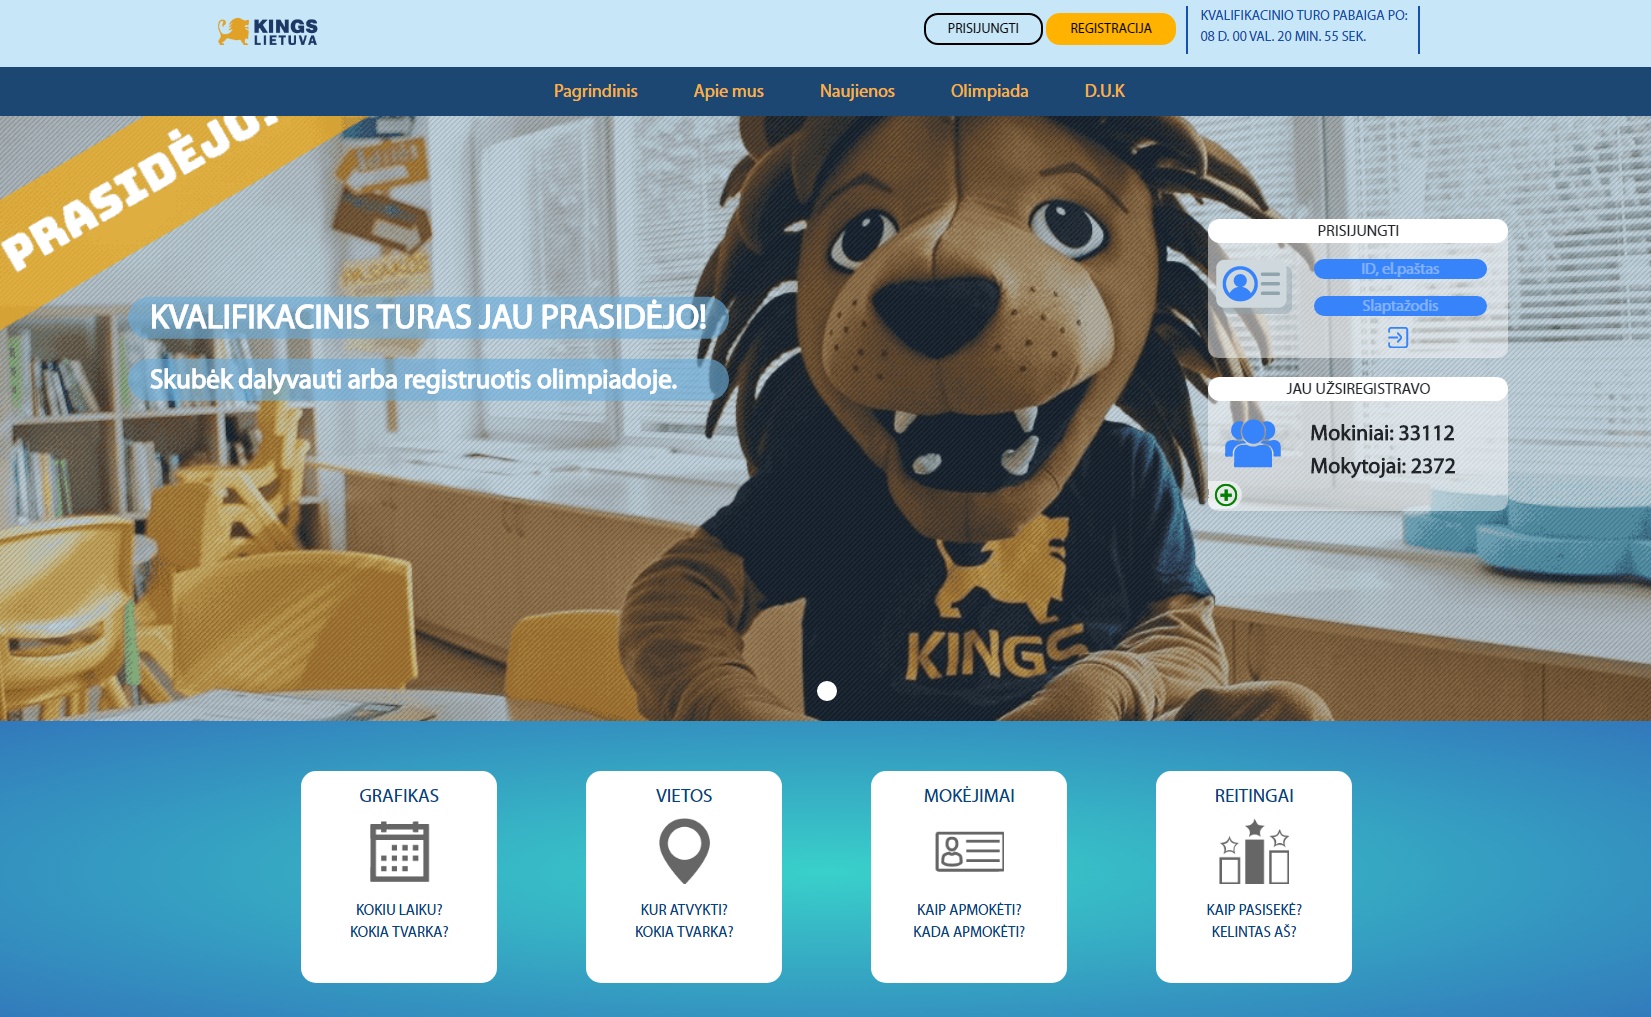 KINGS
LIETUVA
PRISIJUNGTI
REGISTRACIJA
KVALIFIKACINIO TURO PABAIGA PO:
08 D. 00 VAL. 20 MIN. 55 SEK.
Pagrindinis
Apie mus
Naujienos
Olimpiada
D.U.K
PRASIDĖJO!
KVALIFIKACINIS TURAS JAU PRASIDĖJO!
Skubėk dalyvauti arba registruotis olimpiadoje.
PASAKOS
KINGS
PRISIJUNGTI
ID, el.paštas
Slaptažodis
JAU UŽSIREGISTRAVO
Mokiniai: 33112
Mokytojai: 2372
GRAFIKAS
KOKIU LAIKU?
KOKIA TVARKA?
VIETOS
KUR ATVYKTI?
KOKIA TVARKA?
MOKĖJIMAI
KAIP APMOKĖTI?
KADA APMOKĖTI?
REITINGAI
KAIP PASISEKĖ?
KELINTAS AŠ?